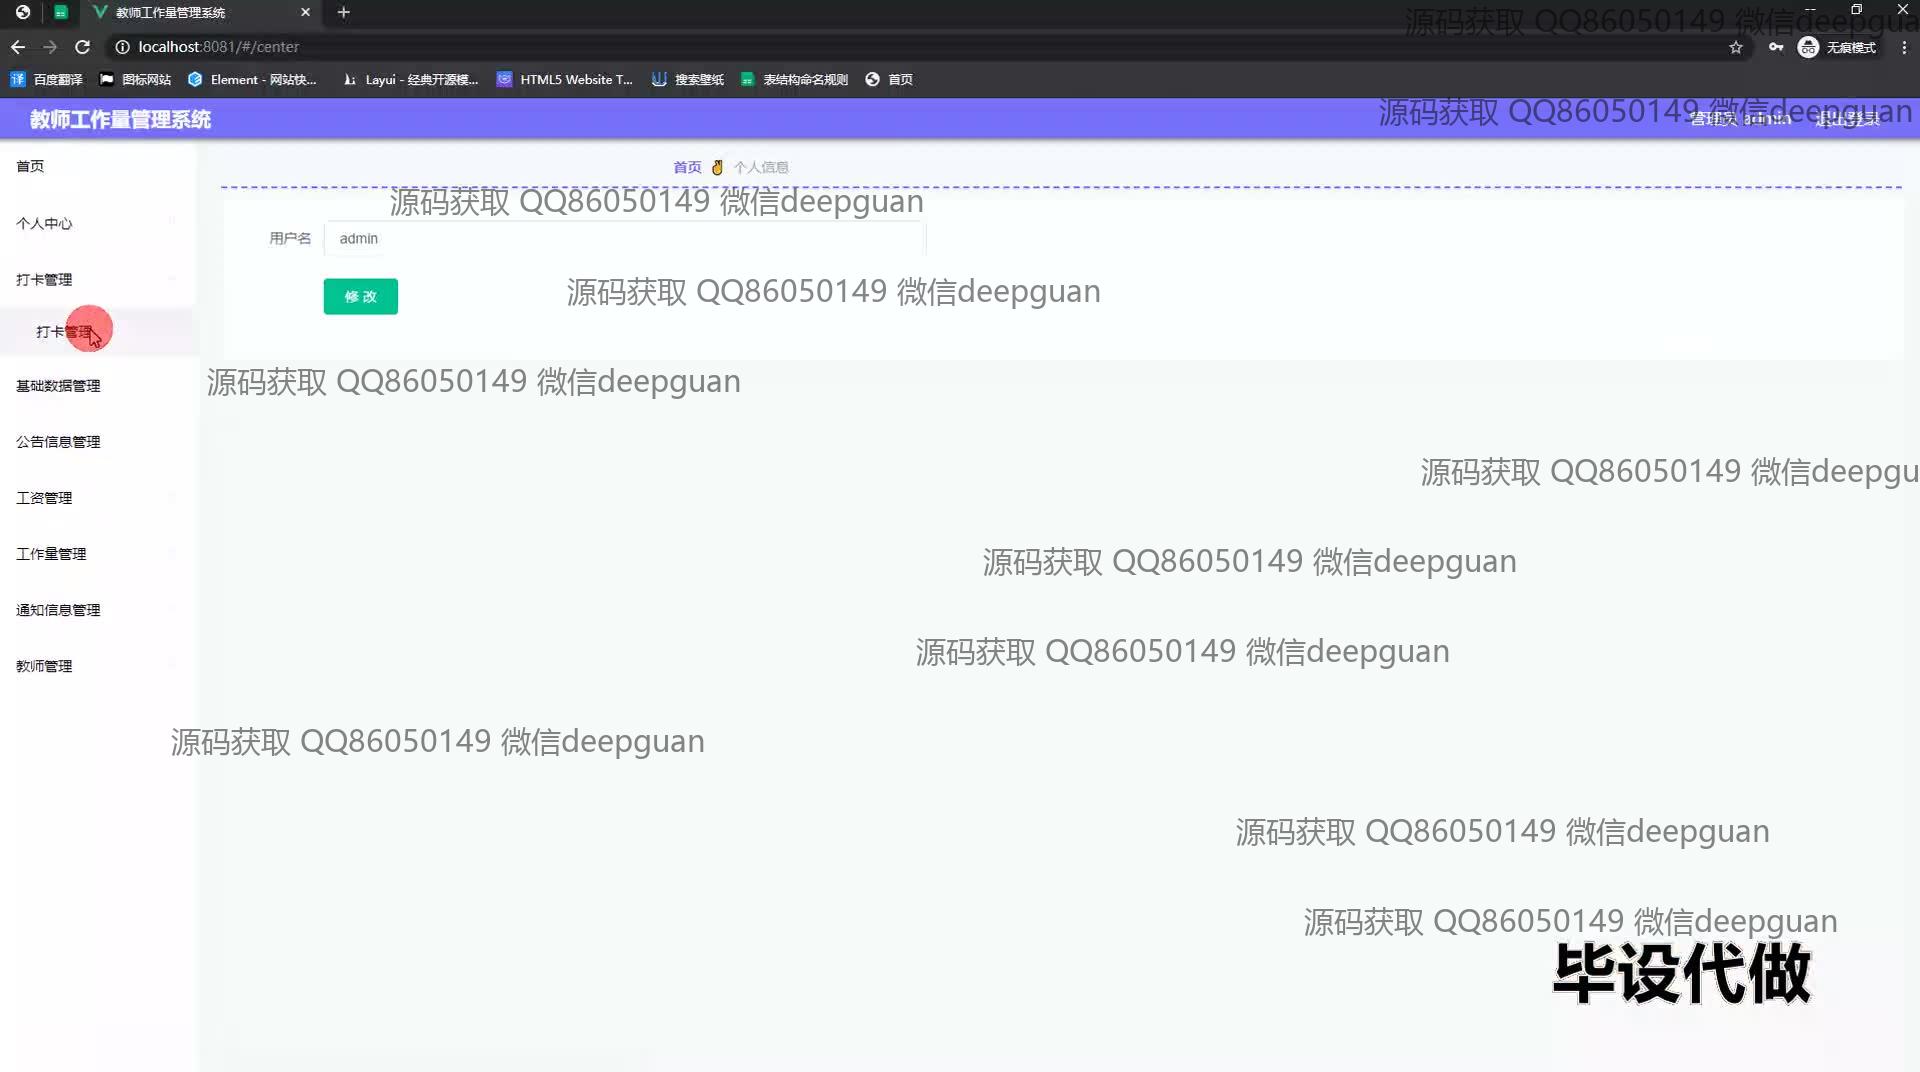 教师工作量管理系统
localhost:8081/#/center
无痕模式
百度翻译
图标网站
Element - 网站快...
Layui - 经典开源模...
HTML5 Website T...
搜索壁纸
表结构命名规则
首页
源码获取 QQ86050149 微信deepgua
教师工作量管理系统
管理员 admin
退出登录
源码获取 QQ86050149 微信deepguan
首页
首页
个人信息
源码获取 QQ86050149 微信deepguan
个人中心
用户名
admin
打卡管理
修 改
源码获取 QQ86050149 微信deepguan
打卡管理
基础数据管理
源码获取 QQ86050149 微信deepguan
公告信息管理
源码获取 QQ86050149 微信deepgu
工资管理
工作量管理
源码获取 QQ86050149 微信deepguan
通知信息管理
源码获取 QQ86050149 微信deepguan
教师管理
源码获取 QQ86050149 微信deepguan
源码获取 QQ86050149 微信deepguan
源码获取 QQ86050149 微信deepguan
毕设代做